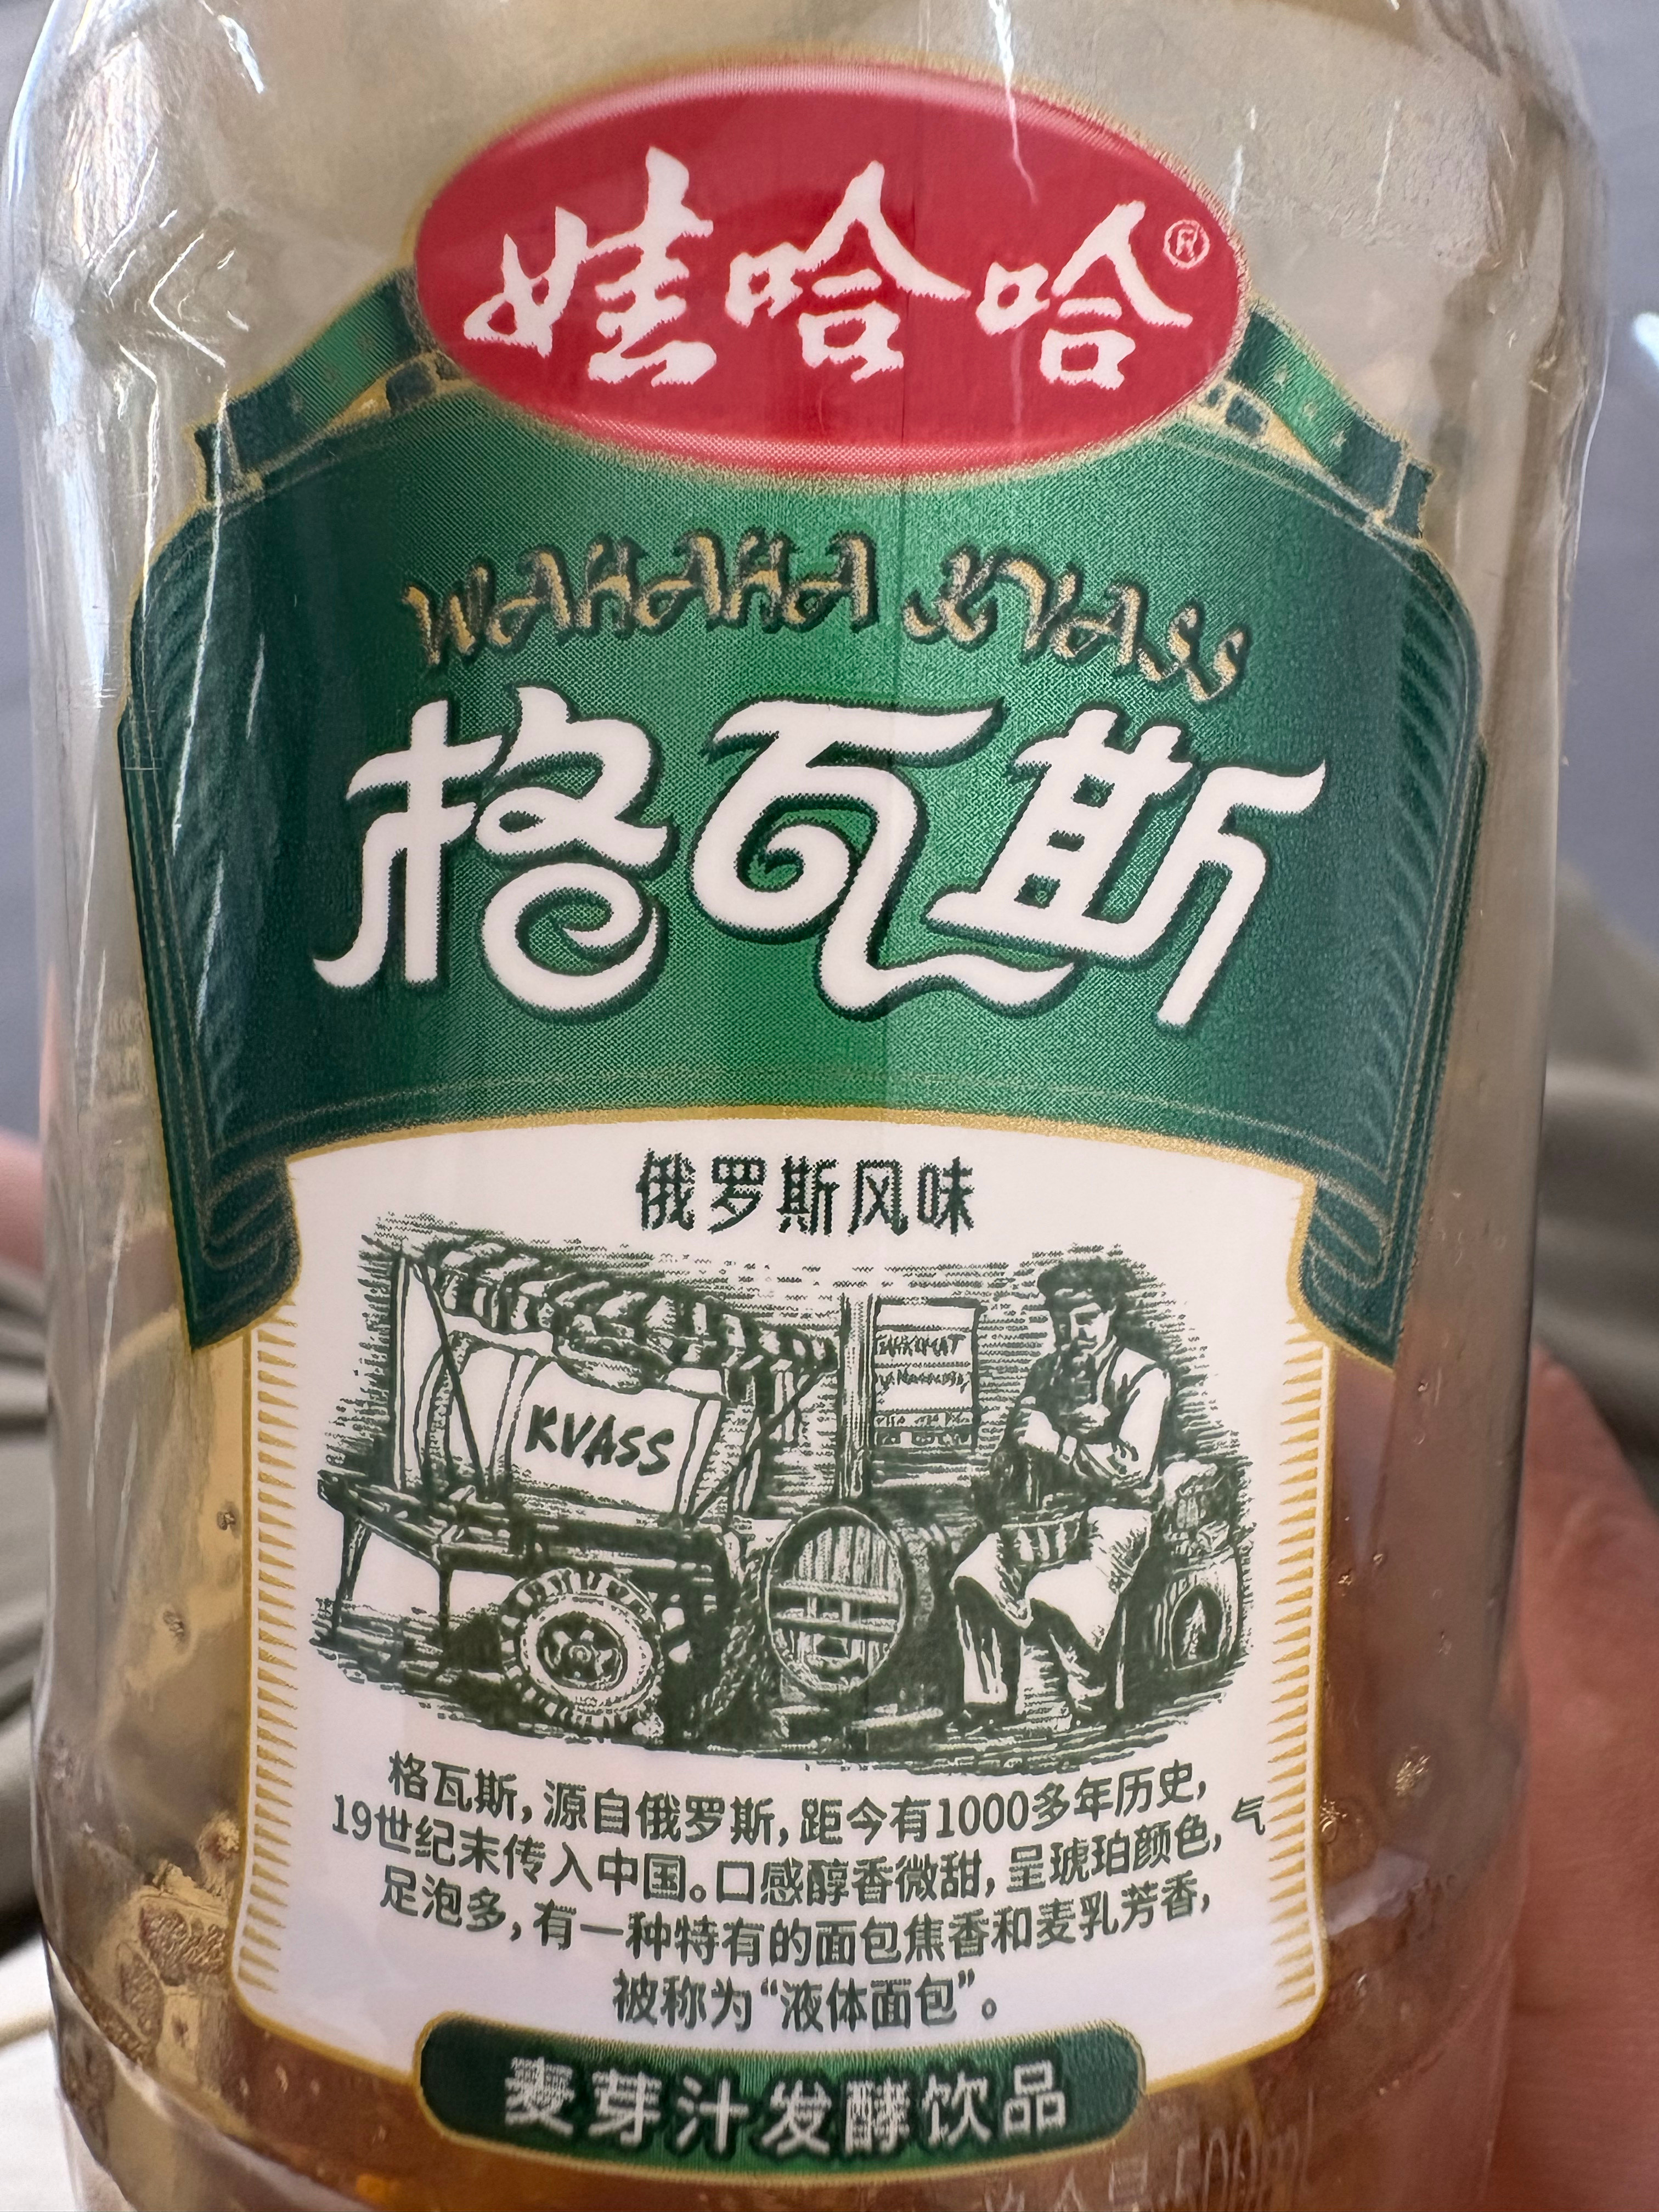 娃哈哈®
WAHAHA KVASS
格瓦斯
俄罗斯风味
KVASS
格瓦斯，源自俄罗斯，距今有1000多年历史，
19世纪末传入中国。口感醇香微甜，呈琥珀颜色，气
足泡多，有一种特有的面包焦香和麦乳芳香，
被称为“液体面包”。
麦芽汁发酵饮品